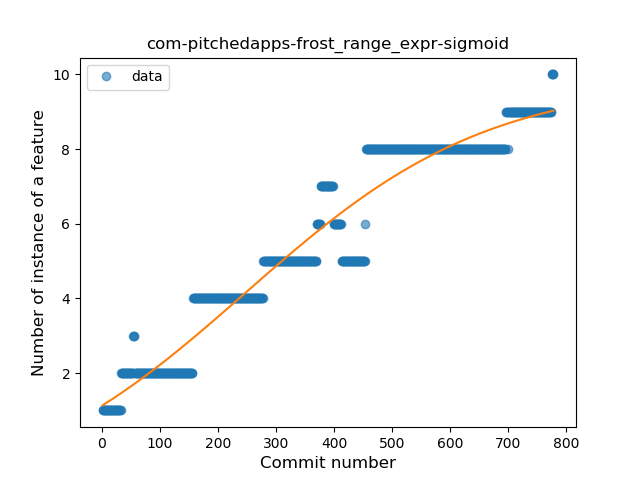 com-pitchedapps-frost_range_expr-sigmoid
data
Number of instance of a feature
10
8
6
4
2
0 100 200 300 400 500 600 700 800
Commit number